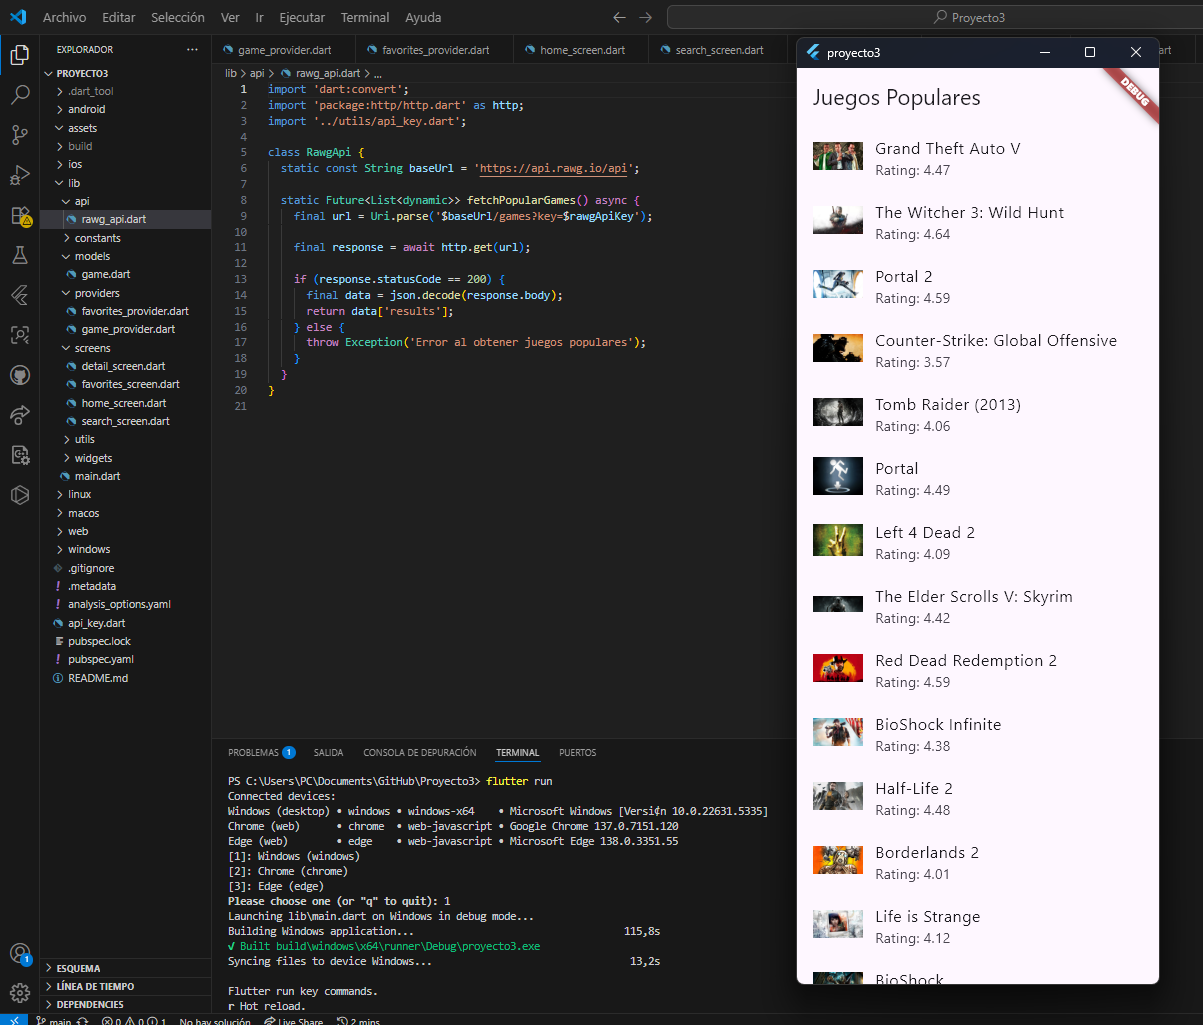 Archivo Editar Selección Ver Ir Ejecutar Terminal Ayuda
Proyecto3
EXPLORADOR ...
PROYECTO3
.dart_tool
android
assets
build
ios
lib
api
rawg_api.dart
constants
models
game.dart
providers
favorites_provider.dart
game_provider.dart
screens
detail_screen.dart
favorites_screen.dart
home_screen.dart
search_screen.dart
utils
widgets
main.dart
linux
macos
web
windows
.gitignore
.metadata
analysis_options.yaml
api_key.dart
pubspec.lock
pubspec.yaml
README.md
ESQUEMA
LÍNEA DE TIEMPO
DEPENDENCIES
game_provider.dart favorites_provider.dart home_screen.dart search_screen.dart
lib > api > rawg_api.dart > ...
1 import 'dart:convert';
2 import 'package:http/http.dart' as http;
3 import '../utils/api_key.dart';
4
5 class RawgApi {
6 static const String baseUrl = 'https://api.rawg.io/api';
7
8 static Future<List<dynamic>> fetchPopularGames() async {
9 final url = Uri.parse('$baseUrl/games?key=$rawgApiKey');
10
11 final response = await http.get(url);
12
13 if (response.statusCode == 200) {
14 final data = json.decode(response.body);
15 return data['results'];
16 } else {
17 throw Exception('Error al obtener juegos populares');
18 }
19 }
20 }
21
PROBLEMAS 1 SALIDA CONSOLA DE DEPURACIÓN TERMINAL PUERTOS
PS C:\Users\PC\Documents\GitHub\Proyecto3> flutter run
Connected devices:
Windows (desktop) • windows • windows-x64 • Microsoft Windows [Versi¢n 10.0.22631.5335]
Chrome (web) • chrome • web-javascript • Google Chrome 137.0.7151.120
Edge (web) • edge • web-javascript • Microsoft Edge 138.0.3351.55
[1]: Windows (windows)
[2]: Chrome (chrome)
[3]: Edge (edge)
Please choose one (or "q" to quit): 1
Launching lib\main.dart on Windows in debug mode...
Building Windows application... 115,8s
√ Built build\windows\x64\runner\Debug\proyecto3.exe
Syncing files to device Windows... 13,2s
Flutter run key commands.
r Hot reload.
proyecto3
DEBUG
Juegos Populares
Grand Theft Auto V
Rating: 4.47
The Witcher 3: Wild Hunt
Rating: 4.64
Portal 2
Rating: 4.59
Counter-Strike: Global Offensive
Rating: 3.57
Tomb Raider (2013)
Rating: 4.06
Portal
Rating: 4.49
Left 4 Dead 2
Rating: 4.09
The Elder Scrolls V: Skyrim
Rating: 4.42
Red Dead Redemption 2
Rating: 4.59
BioShock Infinite
Rating: 4.38
Half-Life 2
Rating: 4.48
Borderlands 2
Rating: 4.01
Life is Strange
Rating: 4.12
BioShock
art
1
main 0 0 1 No hay solución Live Share 2 mins